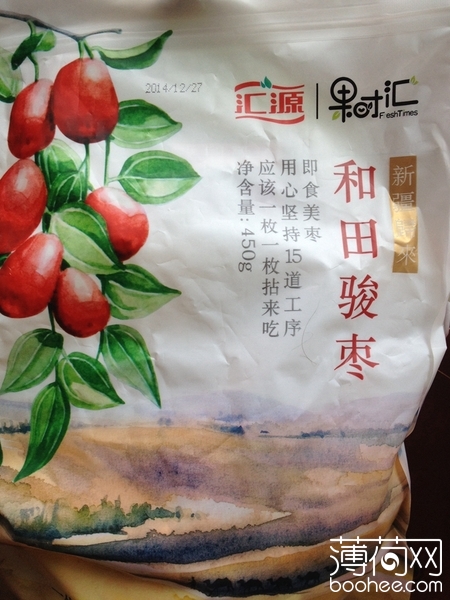 2014/12/27
汇源
果时汇
FreshTimes
新疆
和田骏枣
即食美枣
用心坚持15道工序
应该一枚一枚拈来吃
净含量:450g
薄荷网
boohee.com